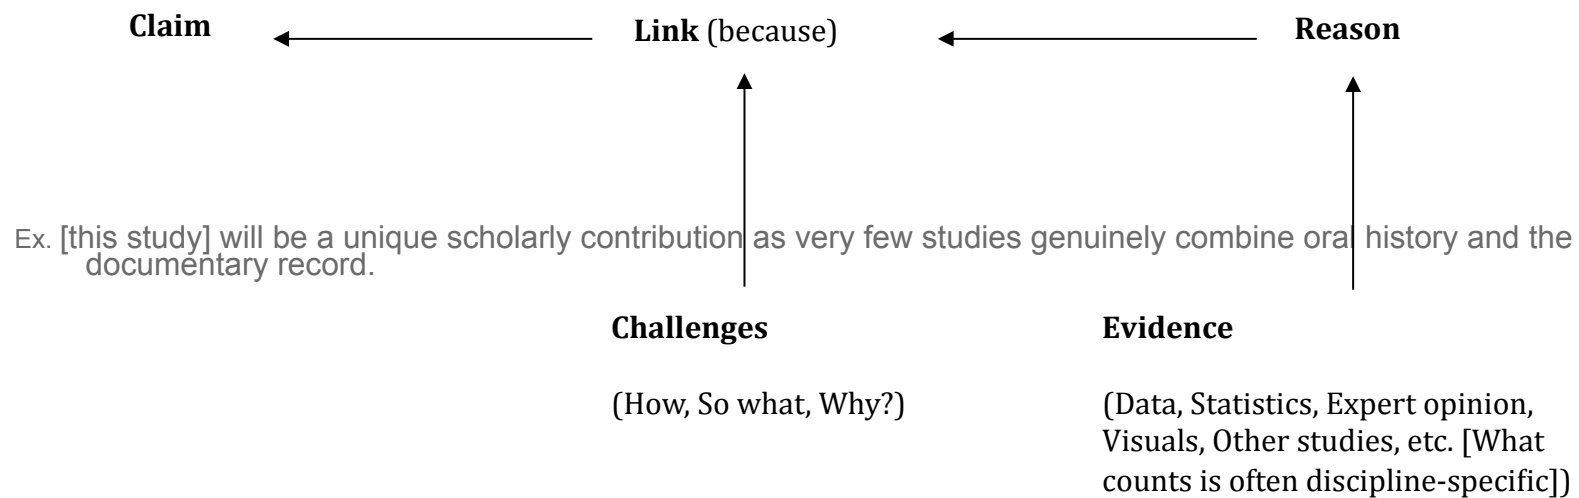 Claim Link (because) Reason
Ex. [this study] will be a unique scholarly contribution as very few studies genuinely combine oral history and the
documentary record.
Challenges
(How, So what, Why?)
Evidence
(Data, Statistics, Expert opinion,
Visuals, Other studies, etc. [What
counts is often discipline-specific])